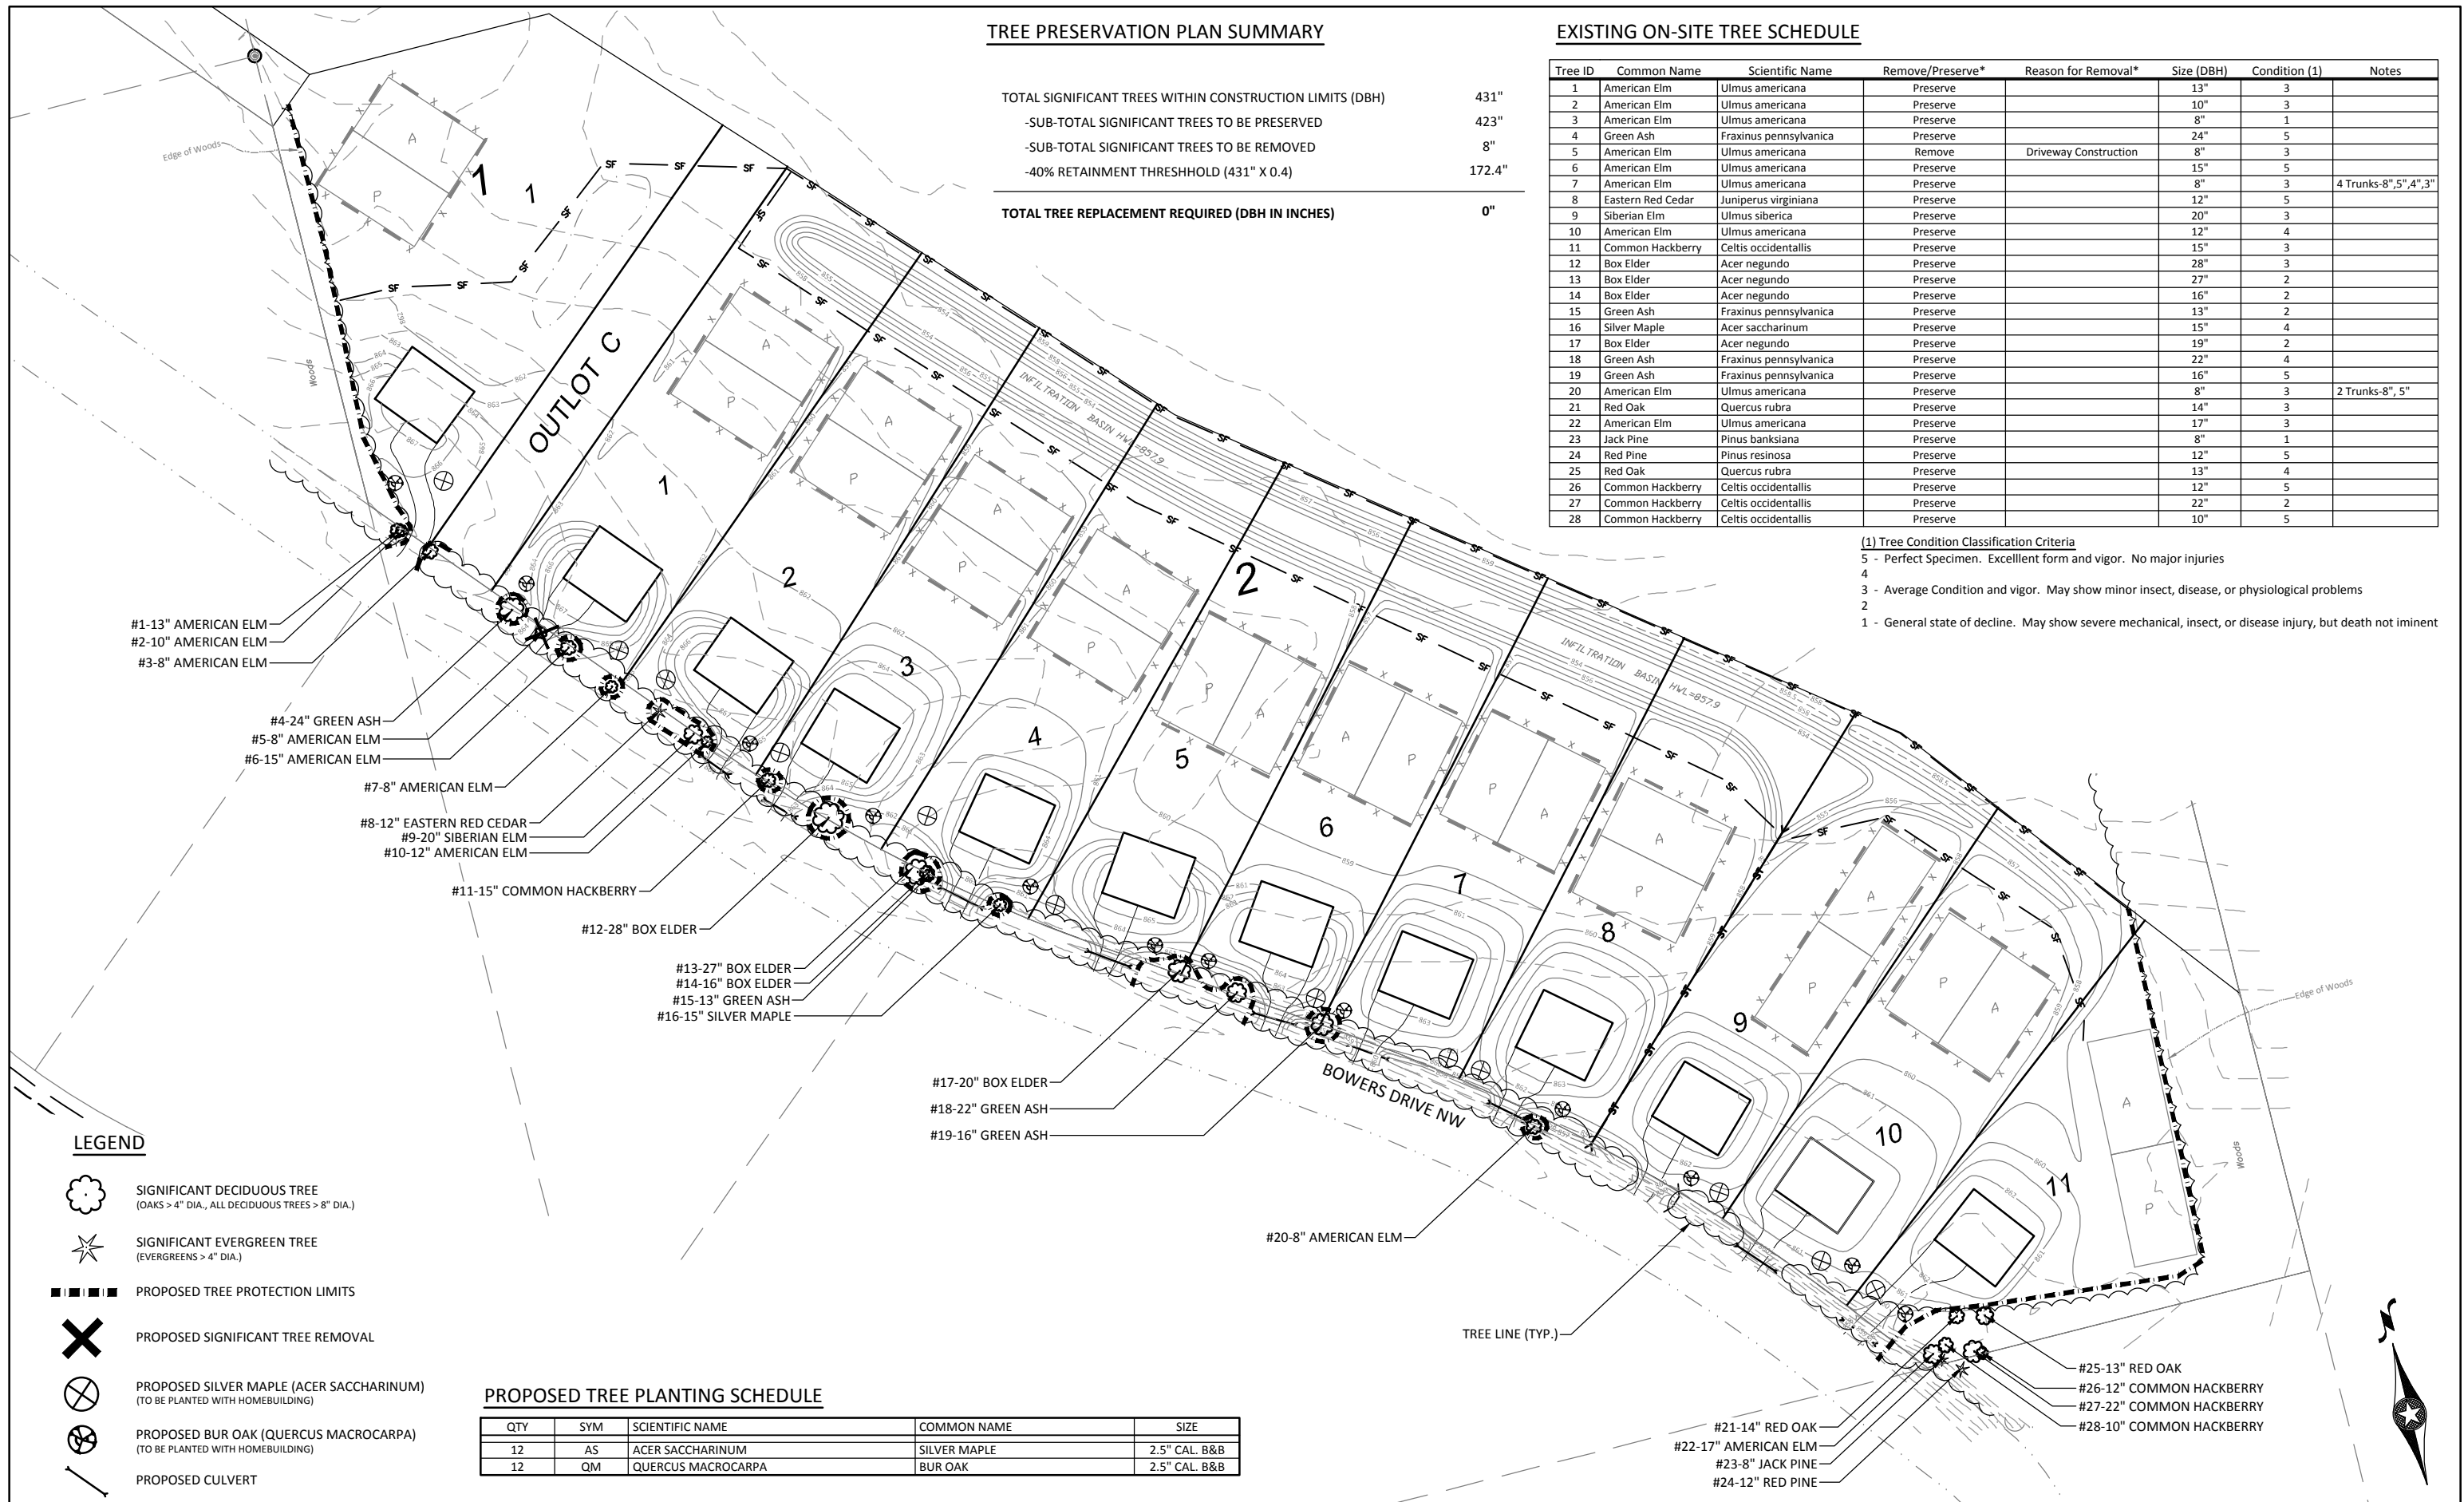 TREE PRESERVATION PLAN SUMMARY
TOTAL SIGNIFICANT TREES WITHIN CONSTRUCTION LIMITS (DBH) 431"
-SUB-TOTAL SIGNIFICANT TREES TO BE PRESERVED 423"
-SUB-TOTAL SIGNIFICANT TREES TO BE REMOVED 8"
-40% RETAINMENT THRESHHOLD (431" X 0.4) 172.4"
TOTAL TREE REPLACEMENT REQUIRED (DBH IN INCHES) 0"
EXISTING ON-SITE TREE SCHEDULE
Tree ID Common Name Scientific Name Remove/Preserve* Reason for Removal* Size (DBH) Condition (1) Notes
1 American Elm Ulmus americana Preserve 13" 3
2 American Elm Ulmus americana Preserve 10" 3
3 American Elm Ulmus americana Preserve 8" 1
4 Green Ash Fraxinus pennsylvanica Preserve 24" 5
5 American Elm Ulmus americana Remove Driveway Construction 8" 3
6 American Elm Ulmus americana Preserve 15" 5
7 American Elm Ulmus americana Preserve 8" 3 4 Trunks-8",5",4",3"
8 Eastern Red Cedar Juniperus virginiana Preserve 12" 5
9 Siberian Elm Ulmus siberica Preserve 20" 3
10 American Elm Ulmus americana Preserve 12" 4
11 Common Hackberry Celtis occidentallis Preserve 15" 3
12 Box Elder Acer negundo Preserve 28" 3
13 Box Elder Acer negundo Preserve 27" 2
14 Box Elder Acer negundo Preserve 16" 2
15 Green Ash Fraxinus pennsylvanica Preserve 13" 2
16 Silver Maple Acer saccharinum Preserve 15" 4
17 Box Elder Acer negundo Preserve 19" 2
18 Green Ash Fraxinus pennsylvanica Preserve 22" 4
19 Green Ash Fraxinus pennsylvanica Preserve 16" 5
20 American Elm Ulmus americana Preserve 8" 3 2 Trunks-8", 5"
21 Red Oak Quercus rubra Preserve 14" 3
22 American Elm Ulmus americana Preserve 17" 3
23 Jack Pine Pinus banksiana Preserve 8" 1
24 Red Pine Pinus resinosa Preserve 12" 5
25 Red Oak Quercus rubra Preserve 13" 4
26 Common Hackberry Celtis occidentallis Preserve 12" 5
27 Common Hackberry Celtis occidentallis Preserve 22" 2
28 Common Hackberry Celtis occidentallis Preserve 10" 5
(1) Tree Condition Classification Criteria
5 - Perfect Specimen. Excelllent form and vigor. No major injuries
4
3 - Average Condition and vigor. May show minor insect, disease, or physiological problems
2
1 - General state of decline. May show severe mechanical, insect, or disease injury, but death not iminent
Edge of Woods
Woods
1
1
OUTLOT C
1
2
3
4
5
2
6
7
8
9
10
11
INFILTRATION BASIN HWL=857.9
INFILTRATION BASIN HWL=857.9
Edge of Woods
Woods
BOWERS DRIVE NW
#1-13" AMERICAN ELM
#2-10" AMERICAN ELM
#3-8" AMERICAN ELM
#4-24" GREEN ASH
#5-8" AMERICAN ELM
#6-15" AMERICAN ELM
#7-8" AMERICAN ELM
#8-12" EASTERN RED CEDAR
#9-20" SIBERIAN ELM
#10-12" AMERICAN ELM
#11-15" COMMON HACKBERRY
#12-28" BOX ELDER
#13-27" BOX ELDER
#14-16" BOX ELDER
#15-13" GREEN ASH
#16-15" SILVER MAPLE
#17-20" BOX ELDER
#18-22" GREEN ASH
#19-16" GREEN ASH
#20-8" AMERICAN ELM
TREE LINE (TYP.)
#25-13" RED OAK
#26-12" COMMON HACKBERRY
#27-22" COMMON HACKBERRY
#28-10" COMMON HACKBERRY
#21-14" RED OAK
#22-17" AMERICAN ELM
#23-8" JACK PINE
#24-12" RED PINE
LEGEND
SIGNIFICANT DECIDUOUS TREE
(OAKS > 4" DIA., ALL DECIDUOUS TREES > 8" DIA.)
SIGNIFICANT EVERGREEN TREE
(EVERGREENS > 4" DIA.)
PROPOSED TREE PROTECTION LIMITS
PROPOSED SIGNIFICANT TREE REMOVAL
PROPOSED SILVER MAPLE (ACER SACCHARINUM)
(TO BE PLANTED WITH HOMEBUILDING)
PROPOSED BUR OAK (QUERCUS MACROCARPA)
(TO BE PLANTED WITH HOMEBUILDING)
PROPOSED CULVERT
PROPOSED TREE PLANTING SCHEDULE
QTY SYM SCIENTIFIC NAME COMMON NAME SIZE
12 AS ACER SACCHARINUM SILVER MAPLE 2.5" CAL. B&B
12 QM QUERCUS MACROCARPA BUR OAK 2.5" CAL. B&B
N